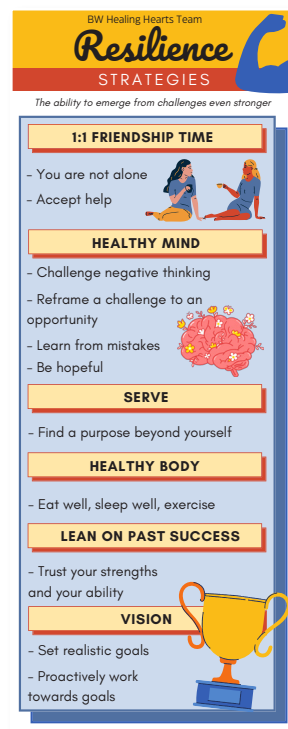 BW Healing Hearts Team
Resilience
STRATEGIES
The ability to emerge from challenges even stronger
1:1 FRIENDSHIP TIME
- You are not alone
- Accept help
HEALTHY MIND
- Challenge negative thinking
- Reframe a challenge to an
opportunity
- Learn from mistakes
- Be hopeful
SERVE
- Find a purpose beyond yourself
HEALTHY BODY
- Eat well, sleep well, exercise
LEAN ON PAST SUCCESS
- Trust your strengths
and your ability
VISION
- Set realistic goals
- Proactively work
towards goals